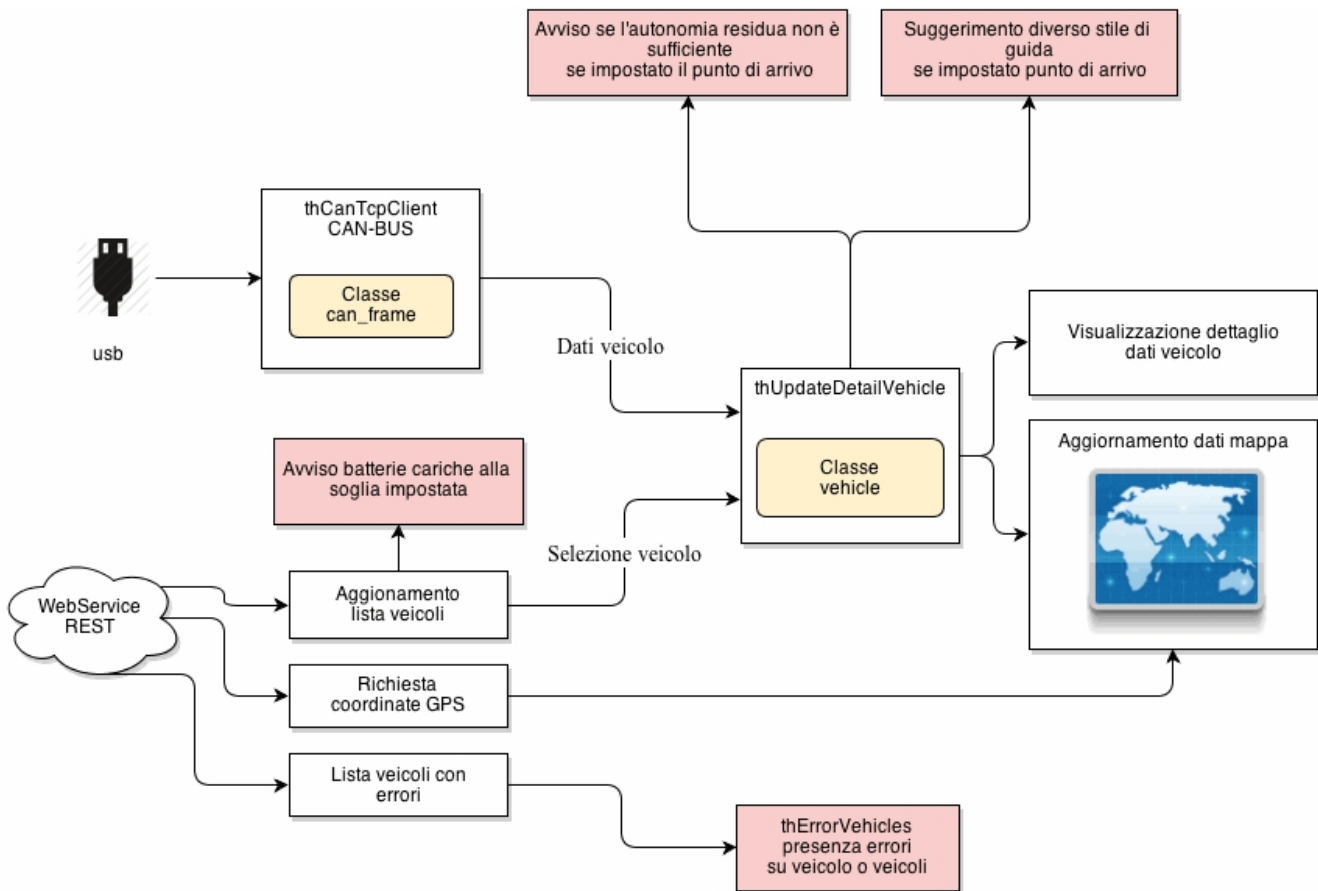 Avviso se l'autonomia residua non è
sufficiente
se impostato il punto di arrivo
Suggerimento diverso stile di
guida
se impostato punto di arrivo
thCanTcpClient
CAN-BUS
Classe
can_frame
usb
Dati veicolo
Visualizzazione dettaglio
dati veicolo
thUpdateDetailVehicle
Classe
vehicle
Aggiornamento dati mappa
Avviso batterie cariche alla
soglia impostata
Selezione veicolo
WebService
REST
Aggionamento
lista veicoli
Richiesta
coordinate GPS
Lista veicoli con
errori
thErrorVehicles
presenza errori
su veicolo o veicoli